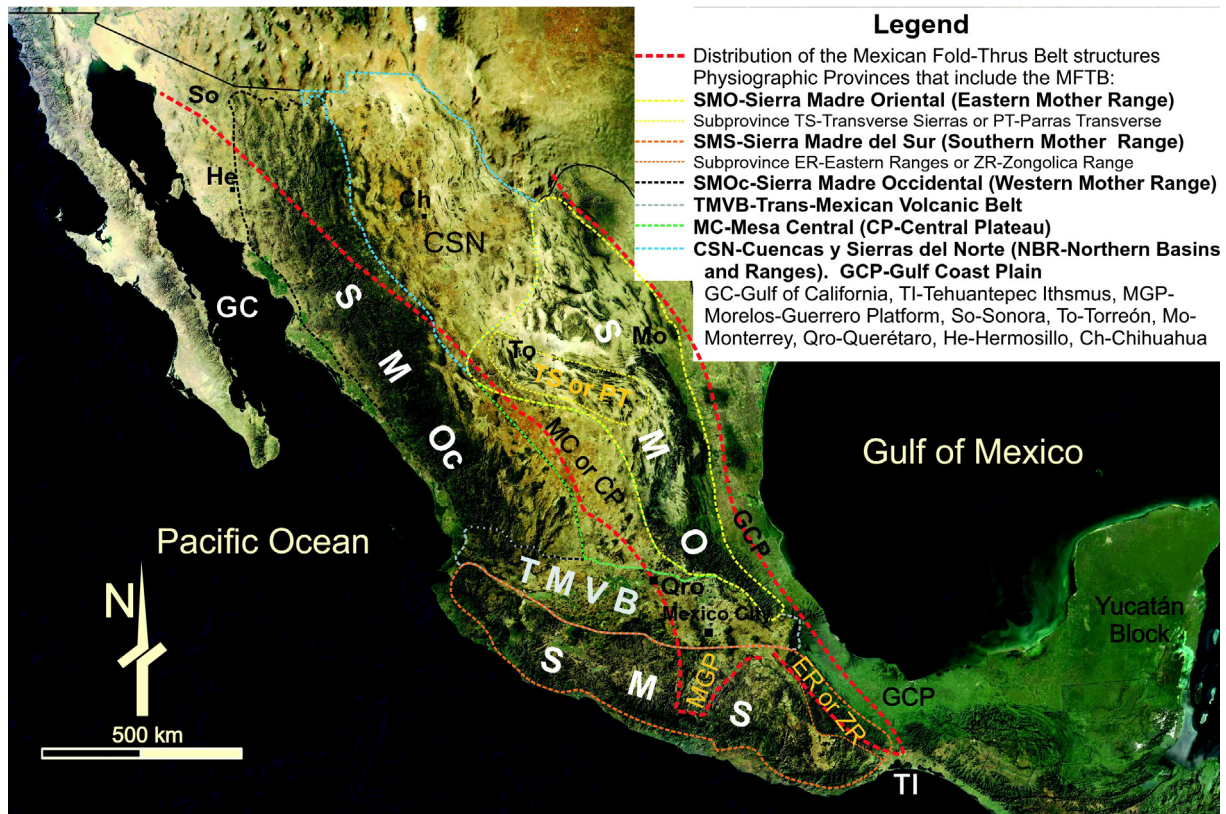 Legend
Distribution of the Mexican Fold-Thrus Belt structures
Physiographic Provinces that include the MFTB:
SMO-Sierra Madre Oriental (Eastern Mother Range)
Subprovince TS-Transverse Sierras or PT-Parras Transverse
SMS-Sierra Madre del Sur (Southern Mother Range)
Subprovince ER-Eastern Ranges or ZR-Zongolica Range
SMOc-Sierra Madre Occidental (Western Mother Range)
TMVB-Trans-Mexican Volcanic Belt
MC-Mesa Central (CP-Central Plateau)
CSN-Cuencas y Sierras del Norte (NBR-Northern Basins
and Ranges). GCP-Gulf Coast Plain
GC-Gulf of California, TI-Tehuantepec Ithsmus, MGP-
Morelos-Guerrero Platform, So-Sonora, To-Torreón, Mo-
Monterrey, Qro-Querétaro, He-Hermosillo, Ch-Chihuahua
So
He
Ch
CSN
GC
S
M
Oc
S
M
O
Mo
To
TS or PT
MC or CP
Gulf of Mexico
GCP
Pacific Ocean
N
500 km
TMVB
Qro
Mexico City
Yucatán
Block
S
M
S
MGP
ER or ZR
GCP
TI